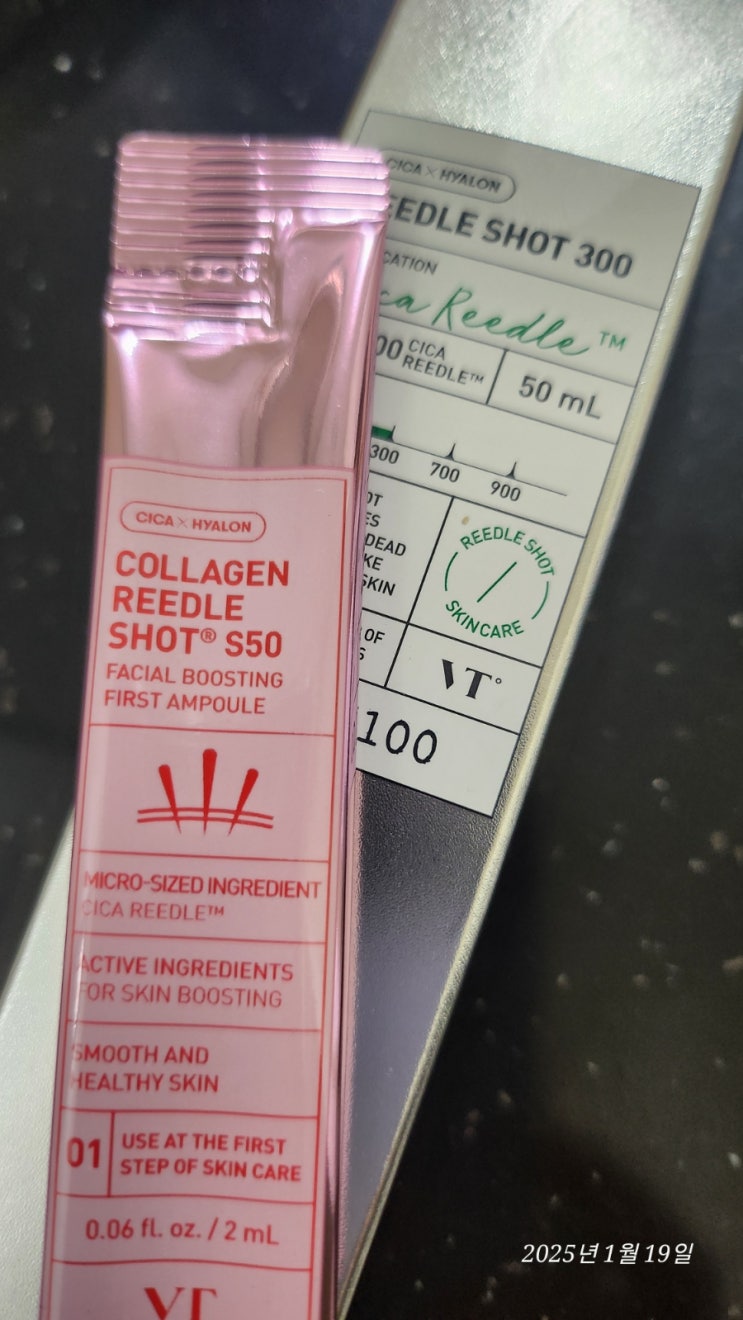 CICA × HYALON
COLLAGEN
REEDLE
SHOT® S50
FACIAL BOOSTING
FIRST AMPOULE
MICRO-SIZED INGREDIENT
CICA REEDLE™
ACTIVE INGREDIENTS
FOR SKIN BOOSTING
SMOOTH AND
HEALTHY SKIN
01
USE AT THE FIRST
STEP OF SKIN CARE
0.06 fl. oz. / 2 mL
VT
CICA × HYALON
EEDLE SHOT 300
CATION
ca Reedle™
00 CICA
REEDLE™
50 mL
300 700 900
OT
ES
DEAD
KE
SKIN
REEDLE SHOT
SKINCARE
OF
S
VT°
100
2025년 1월 19일